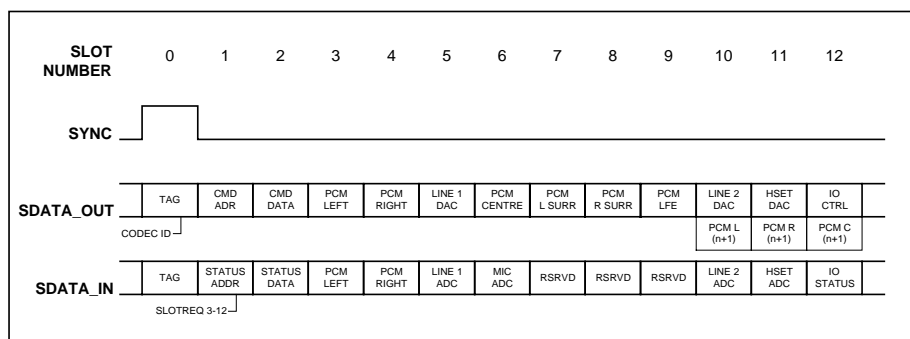 SLOT NUMBER 0 1 2 3 4 5 6 7 8 9 10 11 12
SYNC
SDATA_OUT TAG CMD ADR CMD DATA PCM LEFT PCM RIGHT LINE 1 DAC PCM CENTRE PCM L SURR PCM R SURR PCM LFE LINE 2 DAC HSET DAC IO CTRL
CODEC ID PCM L (n+1) PCM R (n+1) PCM C (n+1)
SDATA_IN TAG STATUS ADDR STATUS DATA PCM LEFT PCM RIGHT LINE 1 ADC MIC ADC RSRVD RSRVD RSRVD LINE 2 ADC HSET ADC IO STATUS
SLOTREQ 3-12